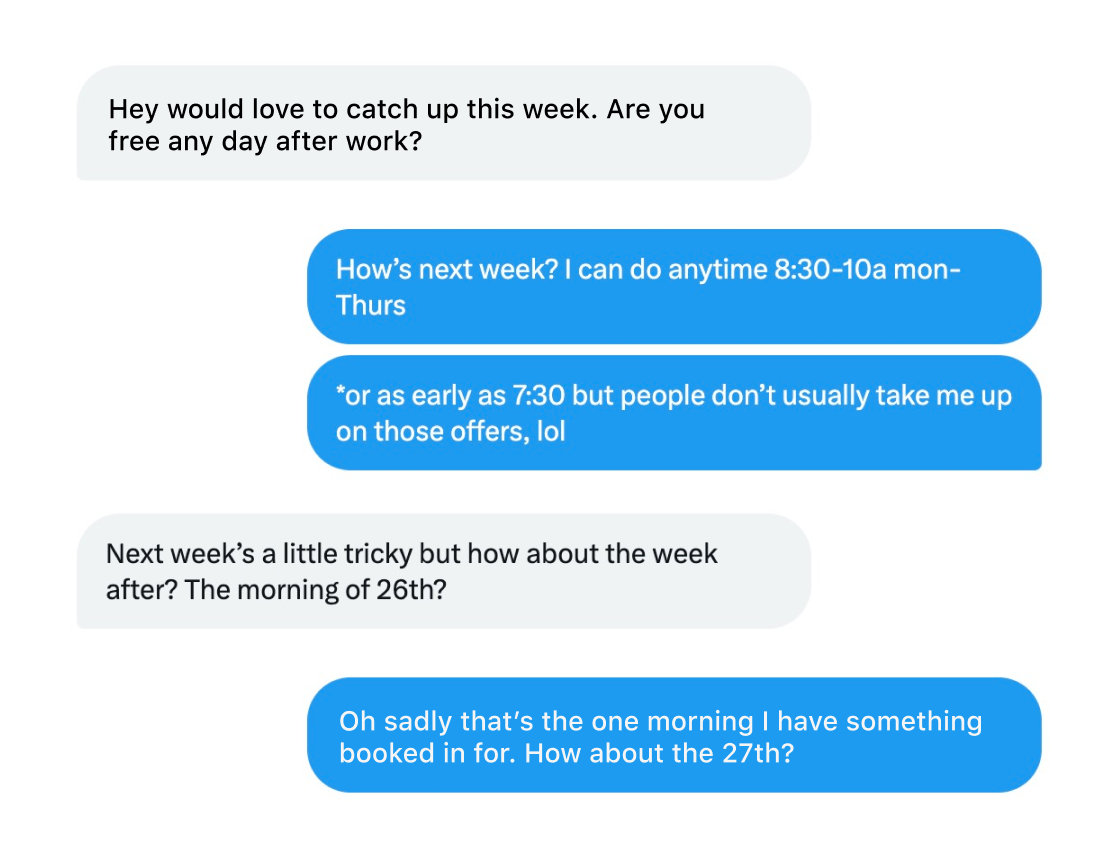 Hey would love to catch up this week. Are you
free any day after work?
How’s next week? I can do anytime 8:30-10a mon-
Thurs
*or as early as 7:30 but people don’t usually take me up
on those offers, lol
Next week’s a little tricky but how about the week
after? The morning of 26th?
Oh sadly that’s the one morning I have something
booked in for. How about the 27th?